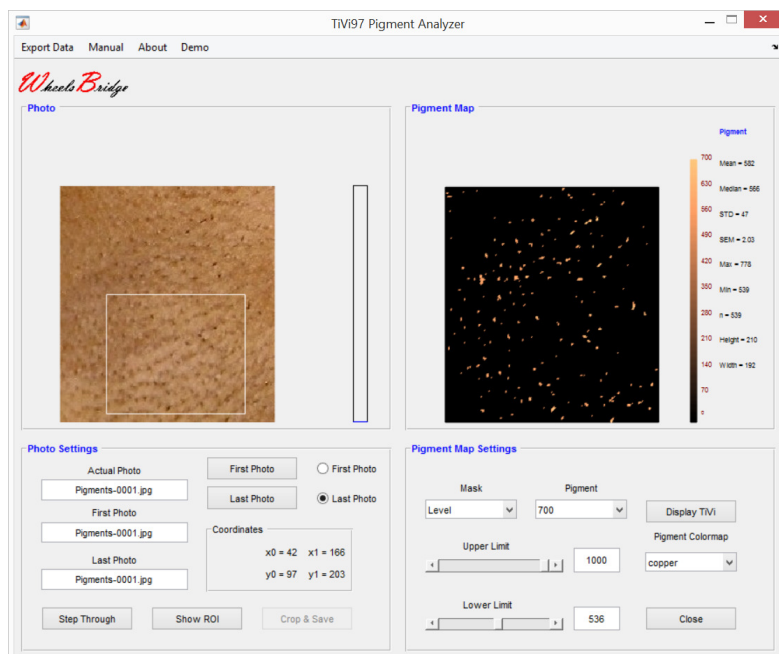 TiVi97 Pigment Analyzer
Export Data Manual About Demo
WheelsBridge
Photo
Pigment Map
Pigment
700
630
560
490
420
350
280
210
140
70
Mean = 582
Median = 566
STD = 47
SEM = 2.03
Max = 778
Min = 539
n = 539
Height = 210
Width = 192
Photo Settings
Actual Photo
Pigments-0001.jpg
First Photo
Pigments-0001.jpg
Last Photo
Pigments-0001.jpg
First Photo
Last Photo
First Photo
Last Photo
Coordinates
x0 = 42 x1 = 166
y0 = 97 y1 = 203
Step Through Show ROI Crop & Save
Pigment Map Settings
Mask Pigment
Level 700 Display TiVi
Upper Limit
1000
Pigment Colormap
copper
Lower Limit
536
Close